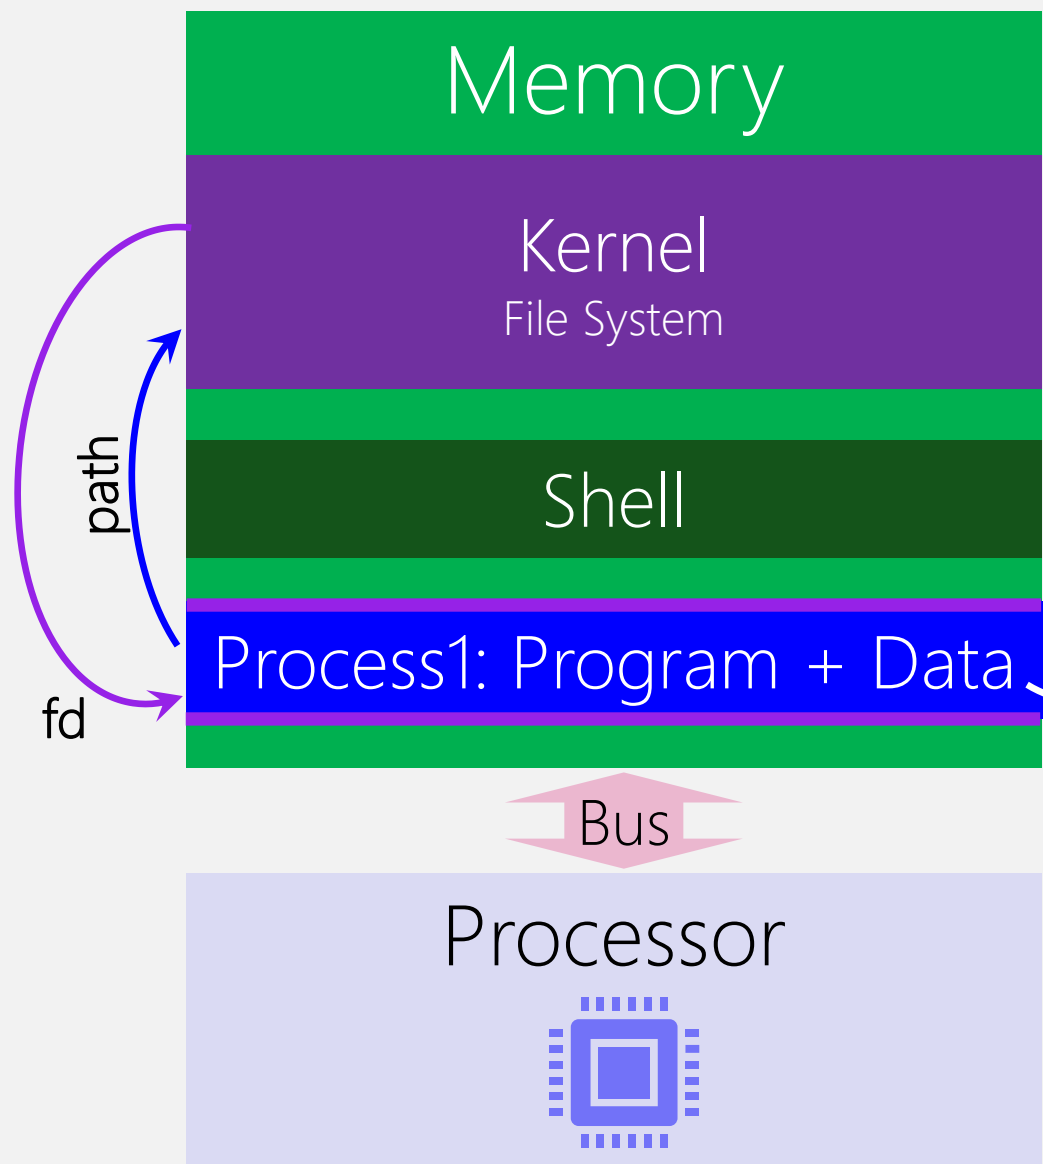 Memory
Kernel
File System
path
Shell
Process1: Program + Data
fd
Bus
Processor